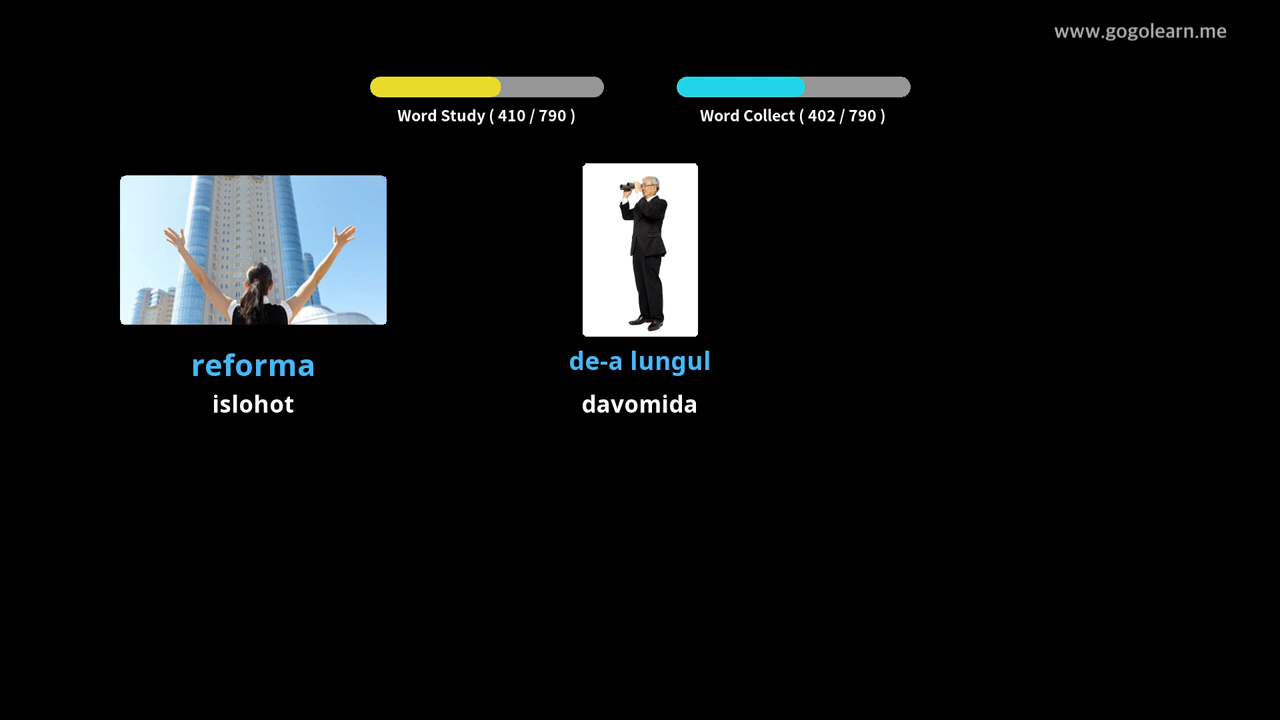 www.gogolearn.me
Word Study ( 410 / 790 )
Word Collect ( 402 / 790 )
reforma
islohot
de-a lungul
davomida